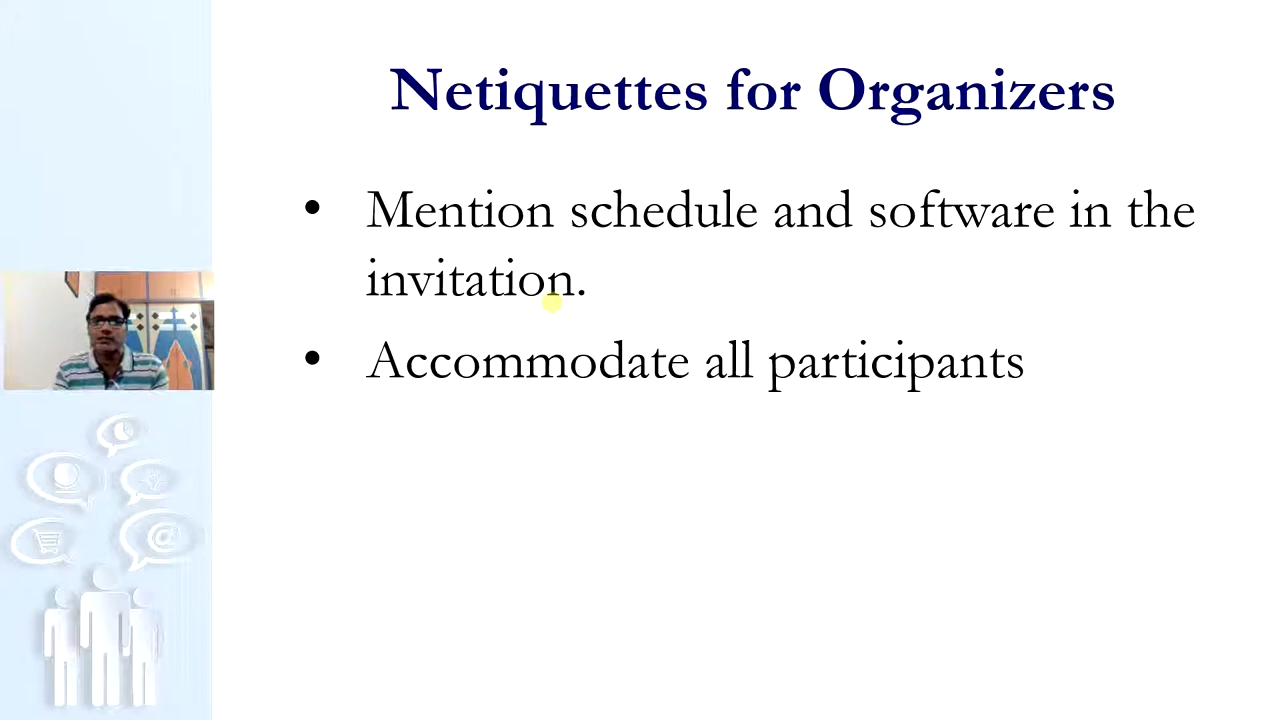 Netiquettes for Organizers
• Mention schedule and software in the
invitation.
• Accommodate all participants